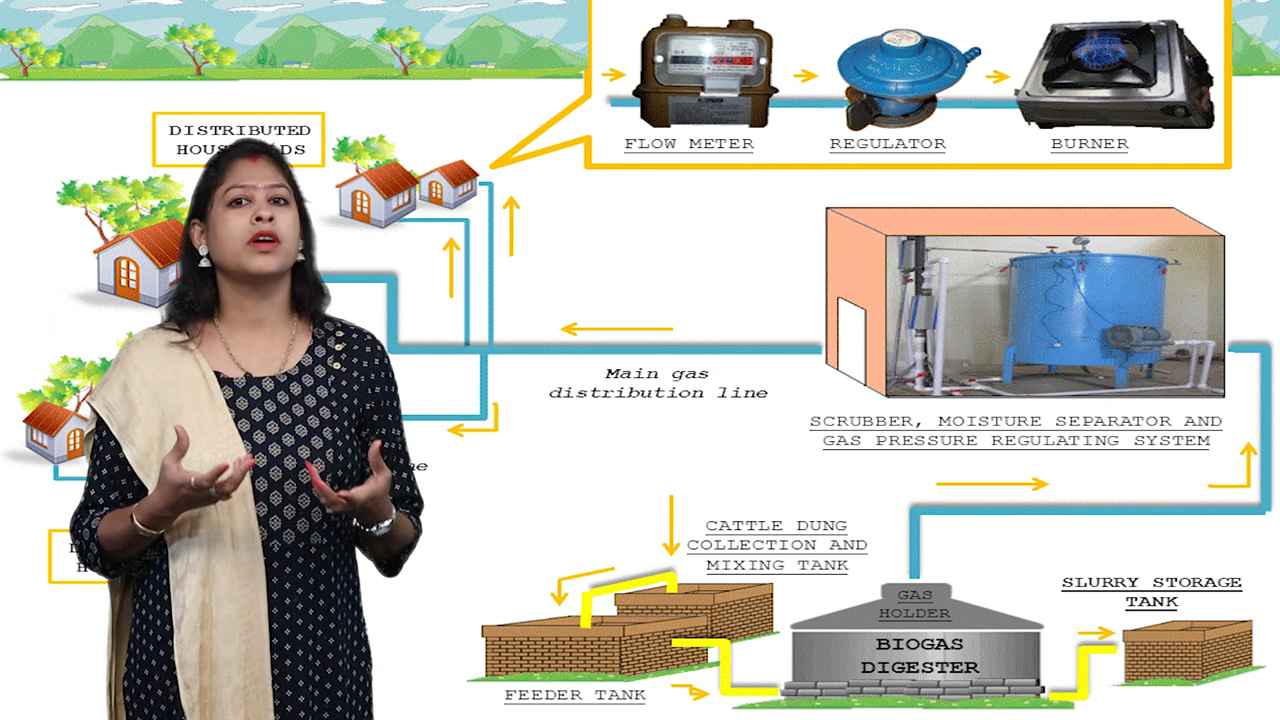 DISTRIBUTED
FLOW METER
REGULATOR
BURNER
Main gas
distribution line
SCRUBBER, MOISTURE SEPARATOR AND
GAS PRESSURE REGULATING SYSTEM
CATTLE DUNG
COLLECTION AND
MIXING TANK
GAS
HOLDER
BIOGAS
DIGESTER
SLURRY STORAGE
TANK
FEEDER TANK